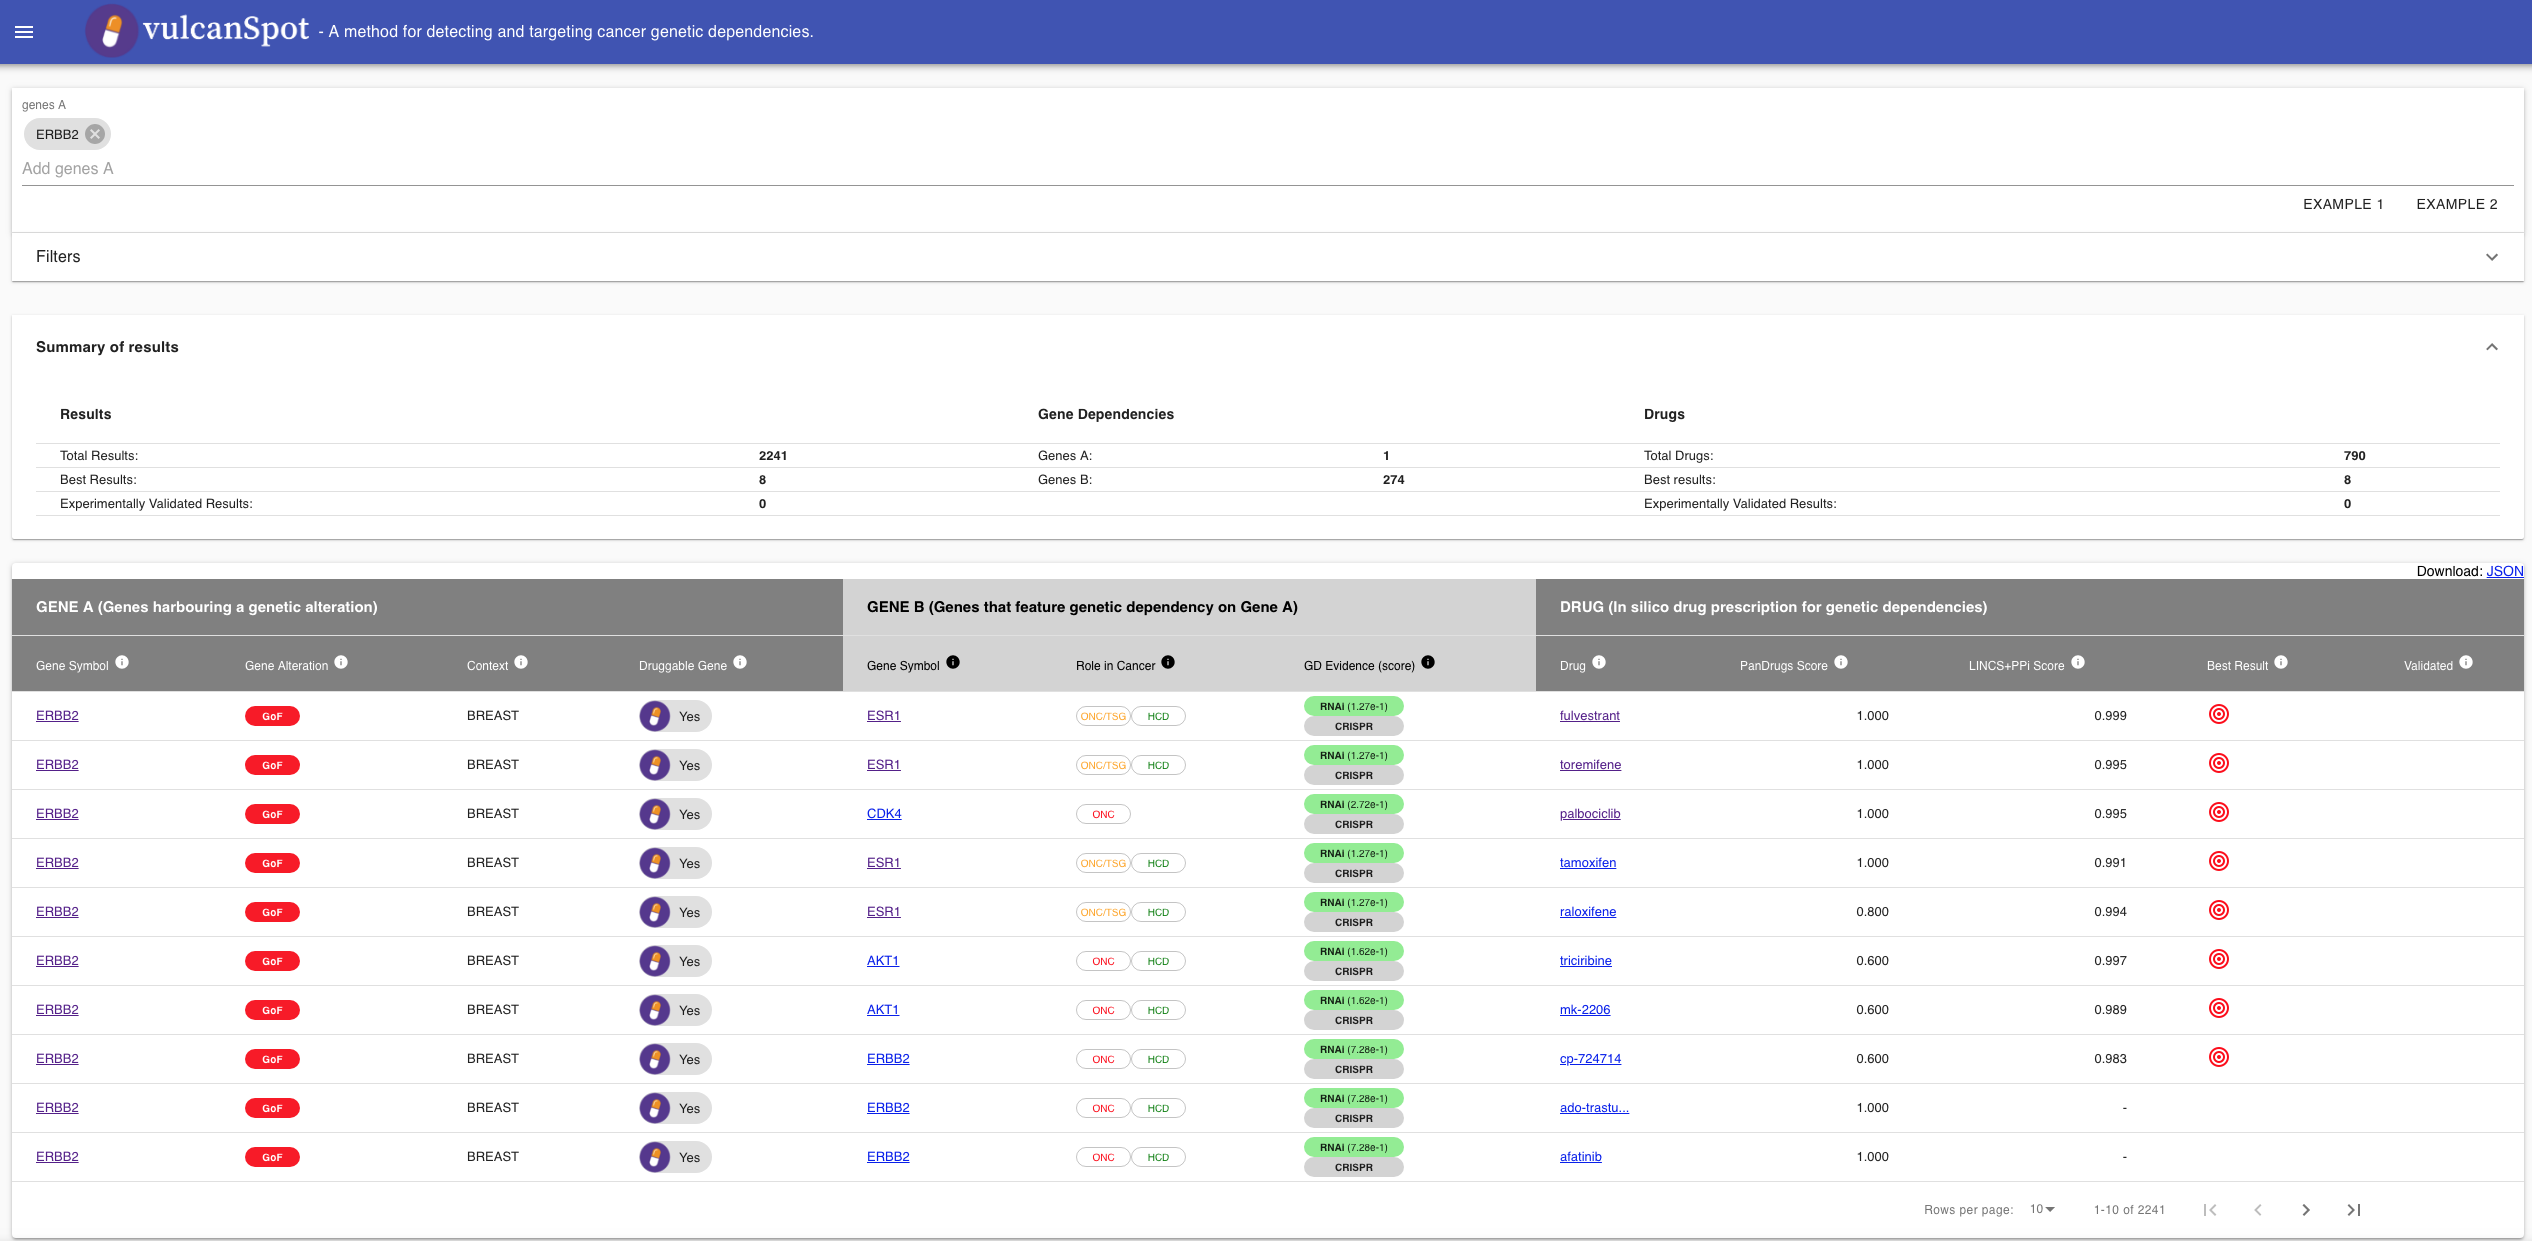 vulcanSpot - A method for detecting and targeting cancer genetic dependencies.
genes A
ERBB2
Add genes A
EXAMPLE 1 EXAMPLE 2
Filters
Summary of results
Results Gene Dependencies Drugs
Total Results: 2241 Genes A: 1 Total Drugs: 790
Best Results: 8 Genes B: 274 Best results: 8
Experimentally Validated Results: 0 Experimentally Validated Results: 0
Download: JSON
GENE A (Genes harbouring a genetic alteration) GENE B (Genes that feature genetic dependency on Gene A) DRUG (In silico drug prescription for genetic dependencies)
Gene Symbol Gene Alteration Context Druggable Gene Gene Symbol Role in Cancer GD Evidence (score) Drug PanDrugs Score LINCS+PPi Score Best Result Validated
ERBB2 GoF BREAST Yes ESR1 ONC/TSG HCD RNAi (1.27e-1) CRISPR fulvestrant 1.000 0.999
ERBB2 GoF BREAST Yes ESR1 ONC/TSG HCD RNAi (1.27e-1) CRISPR toremifene 1.000 0.995
ERBB2 GoF BREAST Yes CDK4 ONC RNAi (2.72e-1) CRISPR palbociclib 1.000 0.995
ERBB2 GoF BREAST Yes ESR1 ONC/TSG HCD RNAi (1.27e-1) CRISPR tamoxifen 1.000 0.991
ERBB2 GoF BREAST Yes ESR1 ONC/TSG HCD RNAi (1.27e-1) CRISPR raloxifene 0.800 0.994
ERBB2 GoF BREAST Yes AKT1 ONC HCD RNAi (1.62e-1) CRISPR triciribine 0.600 0.997
ERBB2 GoF BREAST Yes AKT1 ONC HCD RNAi (1.62e-1) CRISPR mk-2206 0.600 0.989
ERBB2 GoF BREAST Yes ERBB2 ONC HCD RNAi (7.28e-1) CRISPR cp-724714 0.600 0.983
ERBB2 GoF BREAST Yes ERBB2 ONC HCD RNAi (7.28e-1) CRISPR ado-trastu... 1.000 -
ERBB2 GoF BREAST Yes ERBB2 ONC HCD RNAi (7.28e-1) CRISPR afatinib 1.000 -
Rows per page: 10 1-10 of 2241